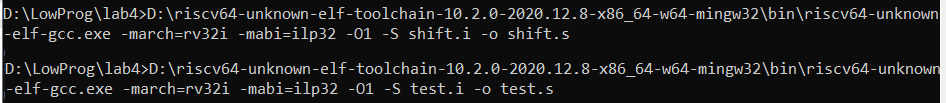 D:\LowProg\lab4>D:\riscv64-unknown-elf-toolchain-10.2.0-2020.12.8-x86_64-w64-mingw32\bin\riscv64-unknown
-elf-gcc.exe -march=rv32i -mabi=ilp32 -O1 -S shift.i -o shift.s
D:\LowProg\lab4>D:\riscv64-unknown-elf-toolchain-10.2.0-2020.12.8-x86_64-w64-mingw32\bin\riscv64-unknown
-elf-gcc.exe -march=rv32i -mabi=ilp32 -O1 -S test.i -o test.s